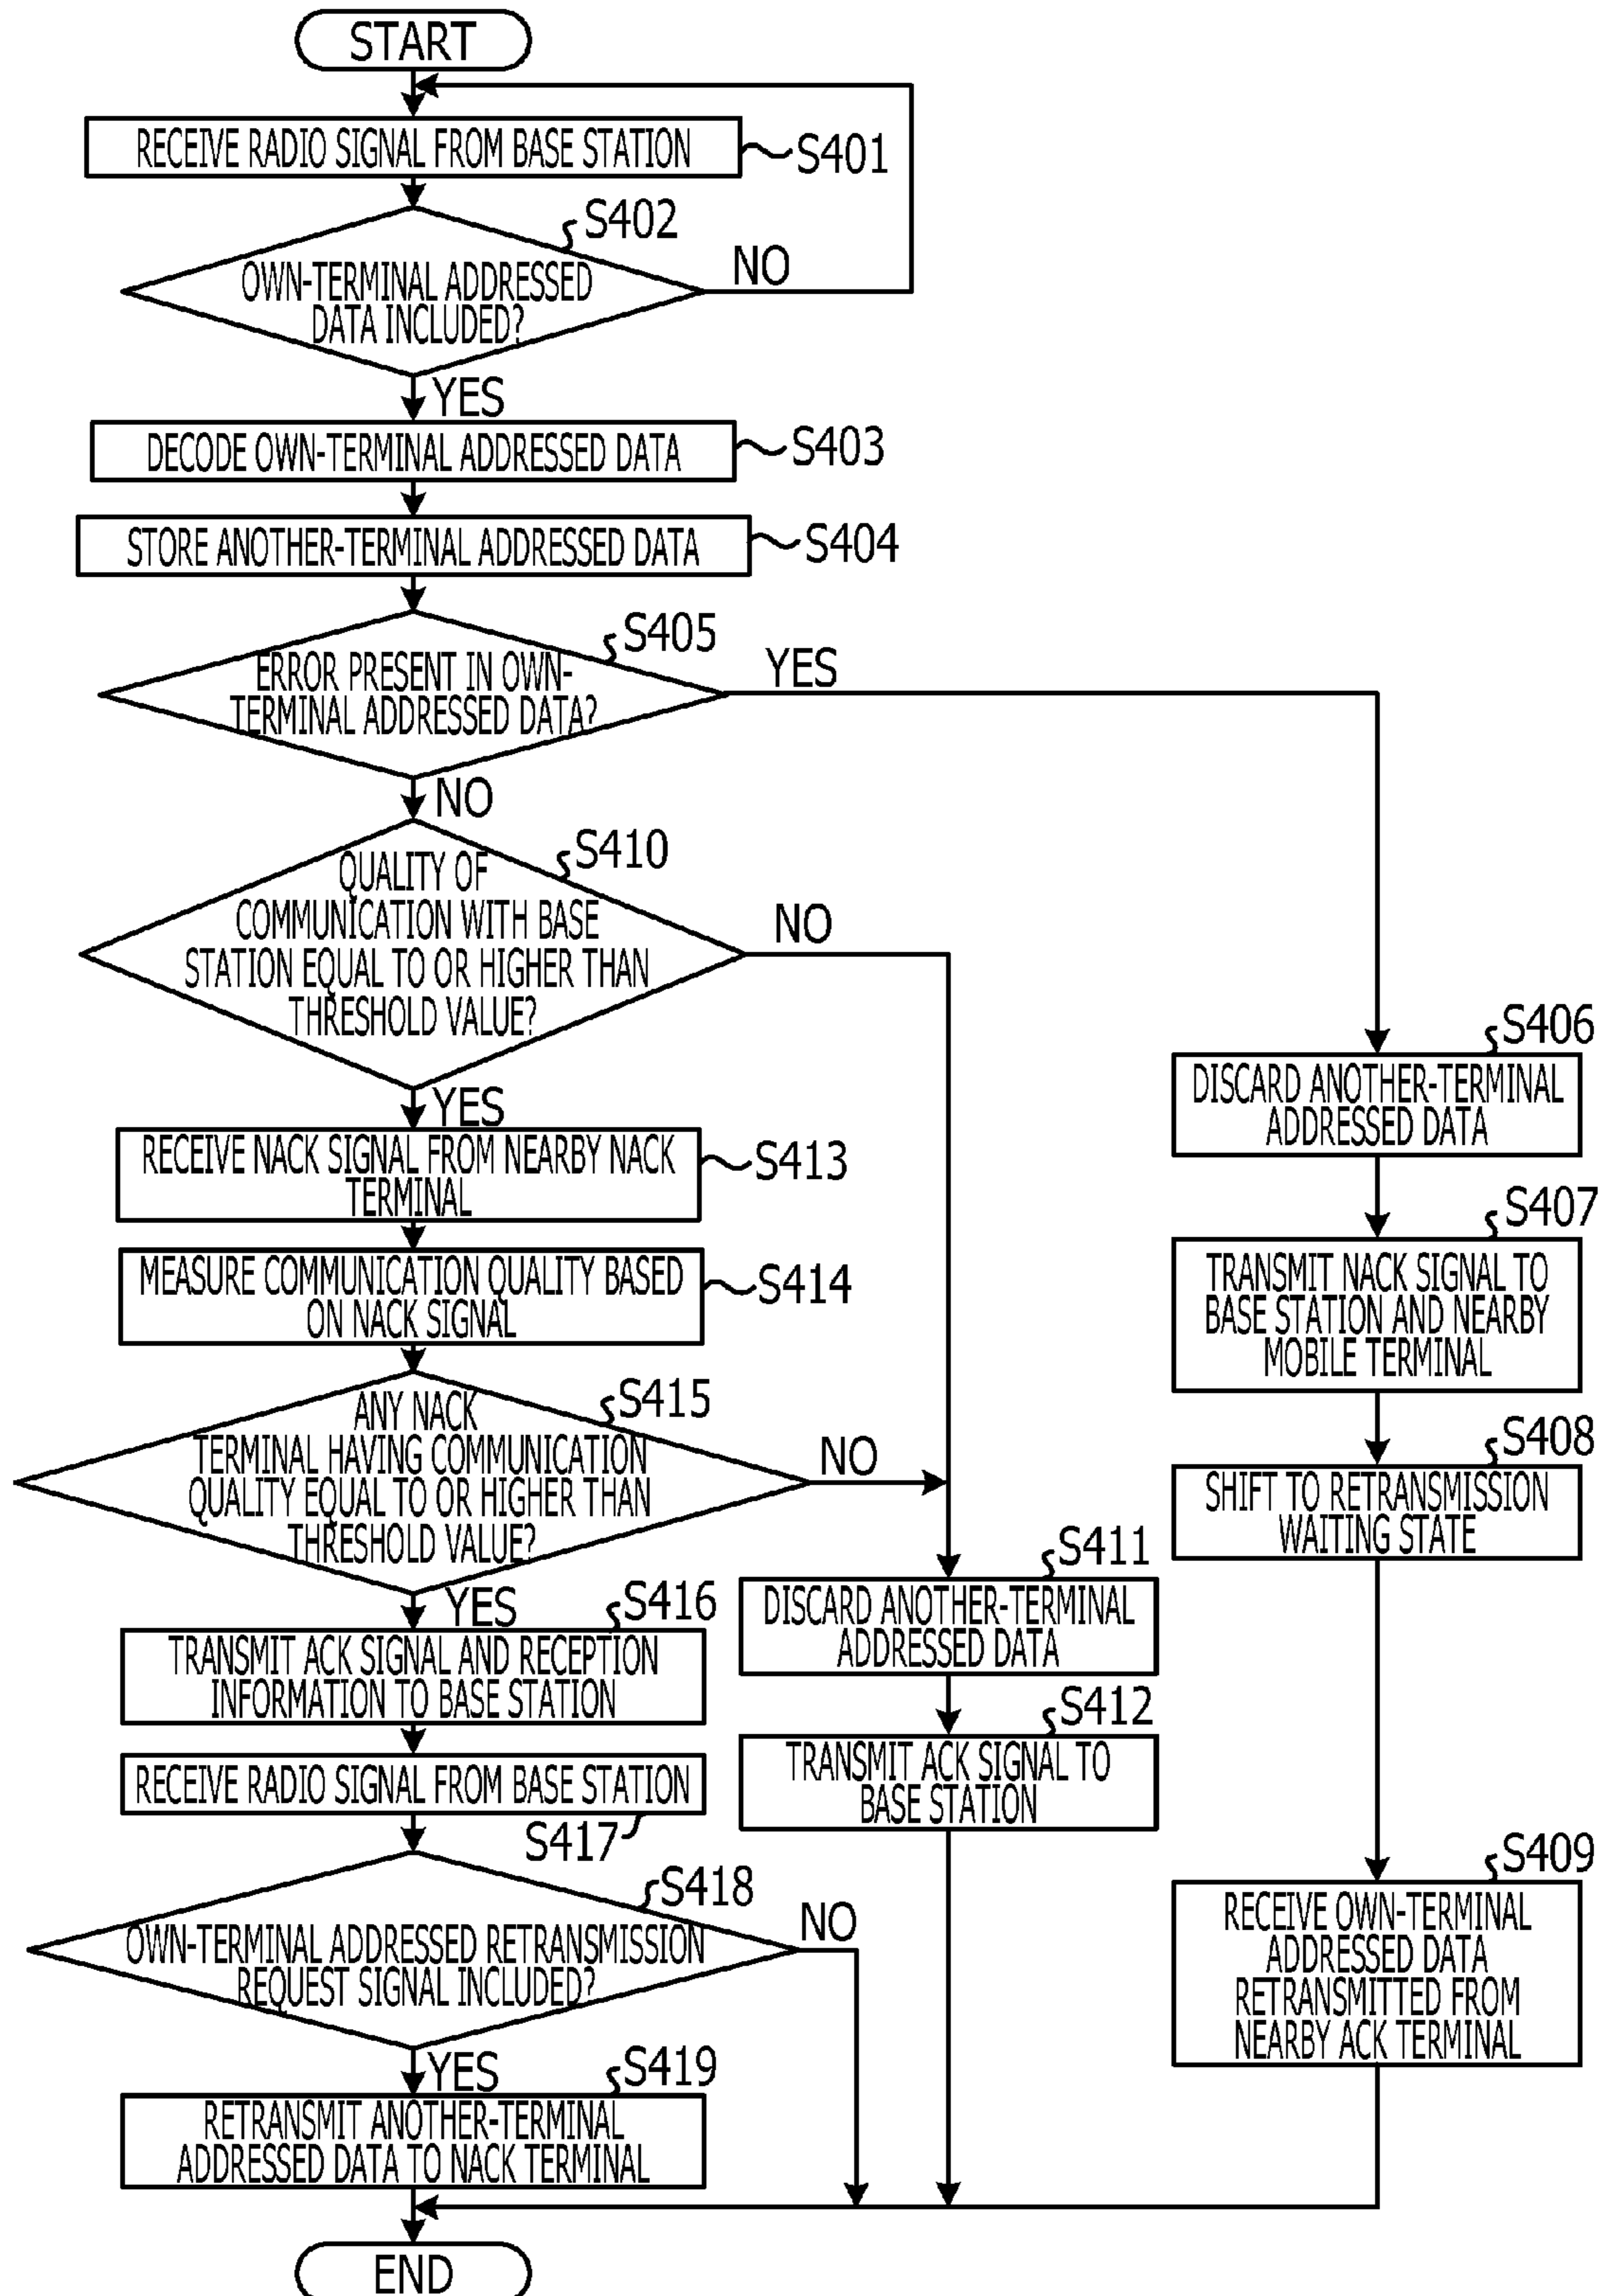 START
RECEIVE RADIO SIGNAL FROM BASE STATION
S401
S402
OWN-TERMINAL ADDRESSED
DATA INCLUDED?
NO
YES
DECODE OWN-TERMINAL ADDRESSED DATA
S403
STORE ANOTHER-TERMINAL ADDRESSED DATA
S404
S405
ERROR PRESENT IN OWN-
TERMINAL ADDRESSED DATA?
YES
NO
S410
QUALITY OF
COMMUNICATION WITH BASE
STATION EQUAL TO OR HIGHER THAN
THRESHOLD VALUE?
NO
YES
S406
DISCARD ANOTHER-TERMINAL
ADDRESSED DATA
S407
TRANSMIT NACK SIGNAL TO
BASE STATION AND NEARBY
MOBILE TERMINAL
S408
SHIFT TO RETRANSMISSION
WAITING STATE
S409
RECEIVE OWN-TERMINAL
ADDRESSED DATA
RETRANSMITTED FROM
NEARBY ACK TERMINAL
RECEIVE NACK SIGNAL FROM NEARBY NACK
TERMINAL
S413
MEASURE COMMUNICATION QUALITY BASED
ON NACK SIGNAL
S414
S415
ANY NACK
TERMINAL HAVING COMMUNICATION
QUALITY EQUAL TO OR HIGHER THAN
THRESHOLD VALUE?
NO
YES
S411
DISCARD ANOTHER-TERMINAL
ADDRESSED DATA
S412
TRANSMIT ACK SIGNAL TO
BASE STATION
S416
TRANSMIT ACK SIGNAL AND RECEPTION
INFORMATION TO BASE STATION
RECEIVE RADIO SIGNAL FROM BASE STATION
S417
S418
OWN-TERMINAL ADDRESSED RETRANSMISSION
REQUEST SIGNAL INCLUDED?
NO
YES
S419
RETRANSMIT ANOTHER-TERMINAL
ADDRESSED DATA TO NACK TERMINAL
END